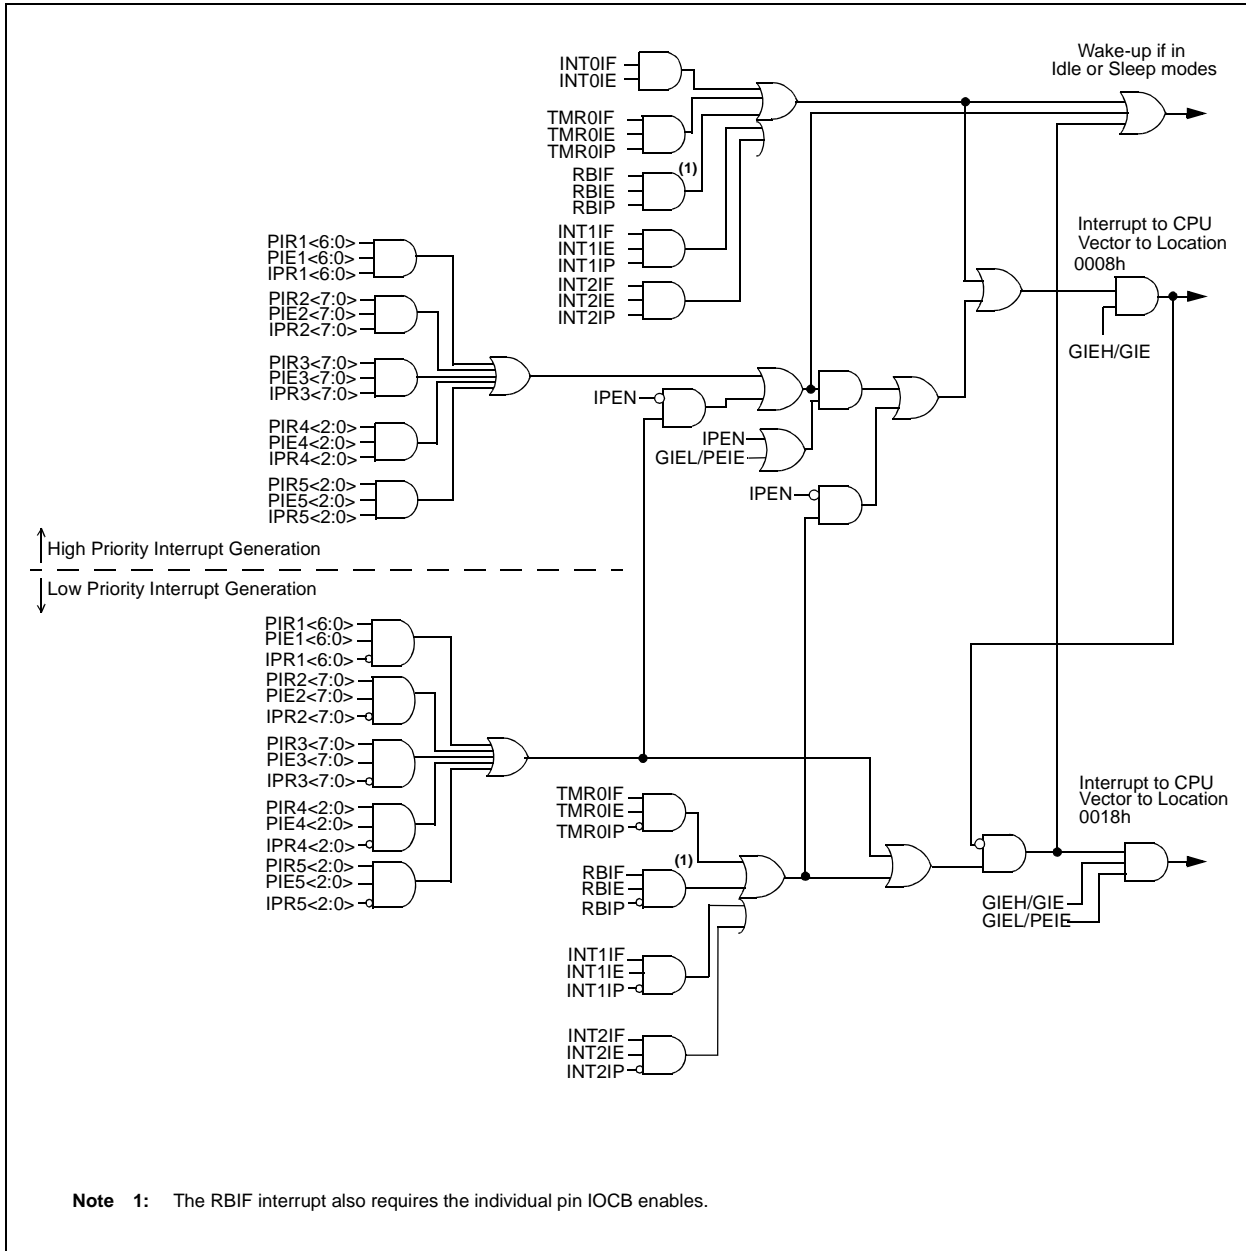 Wake-up if in
Idle or Sleep modes
INT0IF
INT0IE
TMR0IF
TMR0IE
TMR0IP
(1)
RBIF
RBIE
RBIP
INT1IF
INT1IE
INT1IP
INT2IF
INT2IE
INT2IP
Interrupt to CPU
Vector to Location
0008h
GIEH/GIE
PIR1<6:0>
PIE1<6:0>
IPR1<6:0>
PIR2<7:0>
PIE2<7:0>
IPR2<7:0>
PIR3<7:0>
PIE3<7:0>
IPR3<7:0>
PIR4<2:0>
PIE4<2:0>
IPR4<2:0>
PIR5<2:0>
PIE5<2:0>
IPR5<2:0>
IPEN
IPEN
GIEL/PEIE
IPEN
High Priority Interrupt Generation
Low Priority Interrupt Generation
PIR1<6:0>
PIE1<6:0>
IPR1<6:0>
PIR2<7:0>
PIE2<7:0>
IPR2<7:0>
PIR3<7:0>
PIE3<7:0>
IPR3<7:0>
PIR4<2:0>
PIE4<2:0>
IPR4<2:0>
PIR5<2:0>
PIE5<2:0>
IPR5<2:0>
TMR0IF
TMR0IE
TMR0IP
(1)
RBIF
RBIE
RBIP
INT1IF
INT1IE
INT1IP
INT2IF
INT2IE
INT2IP
Interrupt to CPU
Vector to Location
0018h
GIEH/GIE
GIEL/PEIE
Note 1: The RBIF interrupt also requires the individual pin IOCB enables.